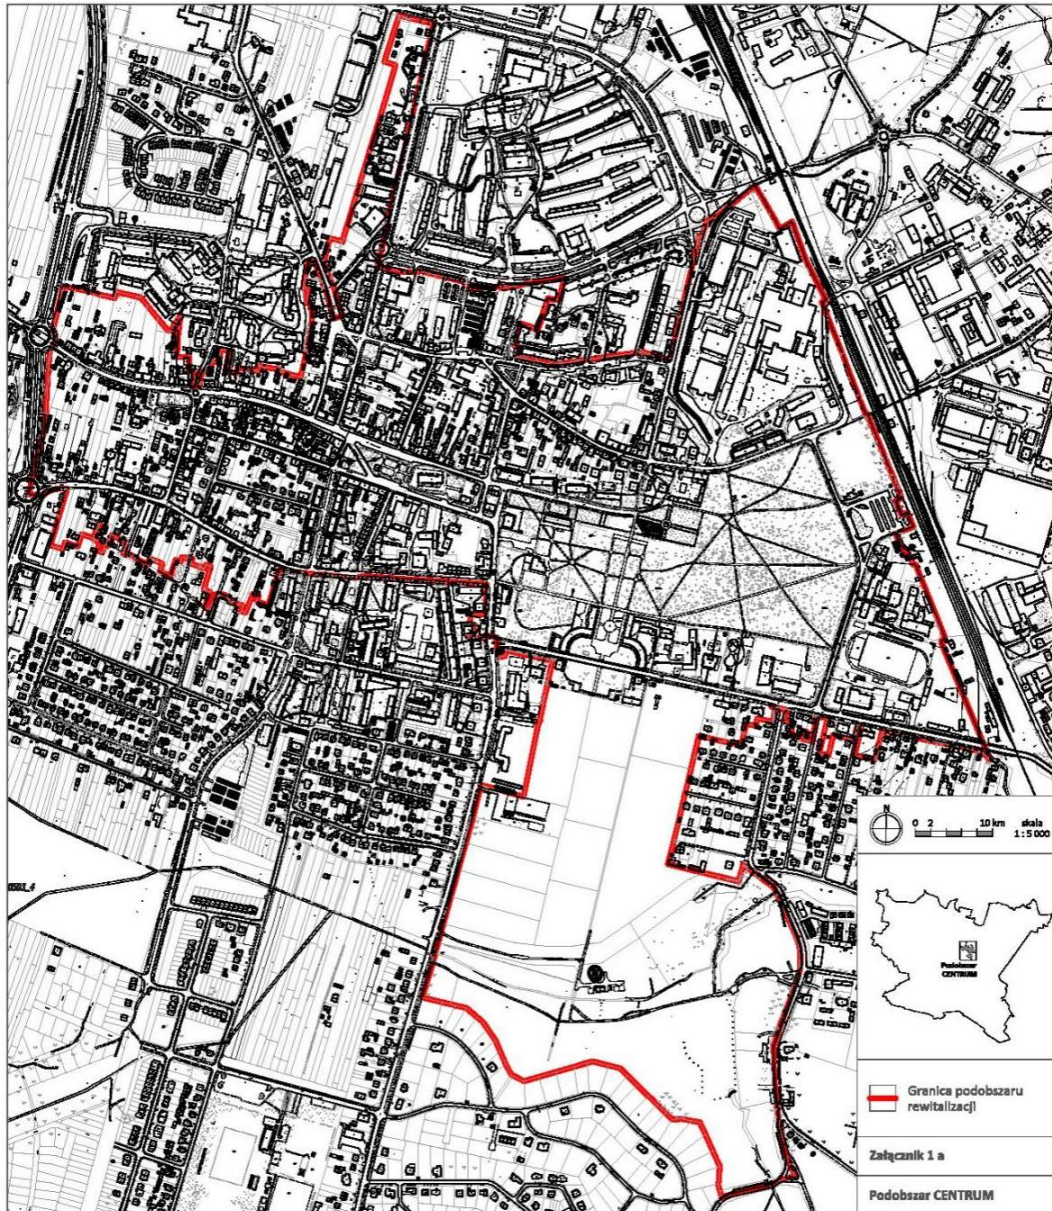 N
0 2 10 km skala
1 : 5 000
Podobszar
CENTRUM
Granica podobszaru
rewitalizacji
Załącznik 1 a
Podobszar CENTRUM